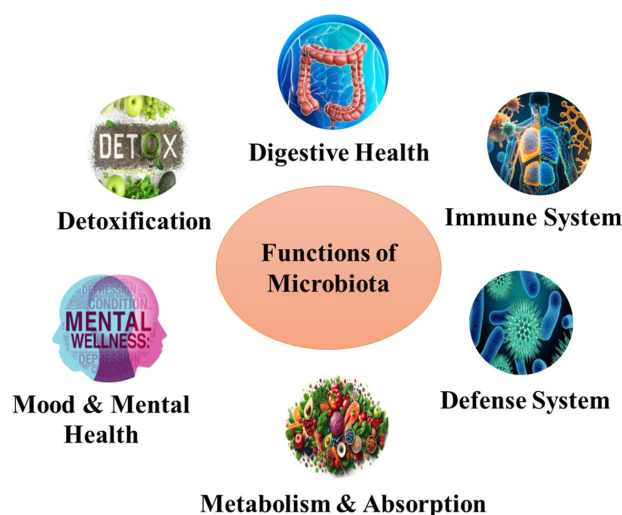 Digestive Health
DETOX
Detoxification
Immune System
Functions of
Microbiota
DEPRESSION
CONDITION
MENTAL
WELLNESS:
DEPRESSION
Mood & Mental
Health
Defense System
Metabolism & Absorption